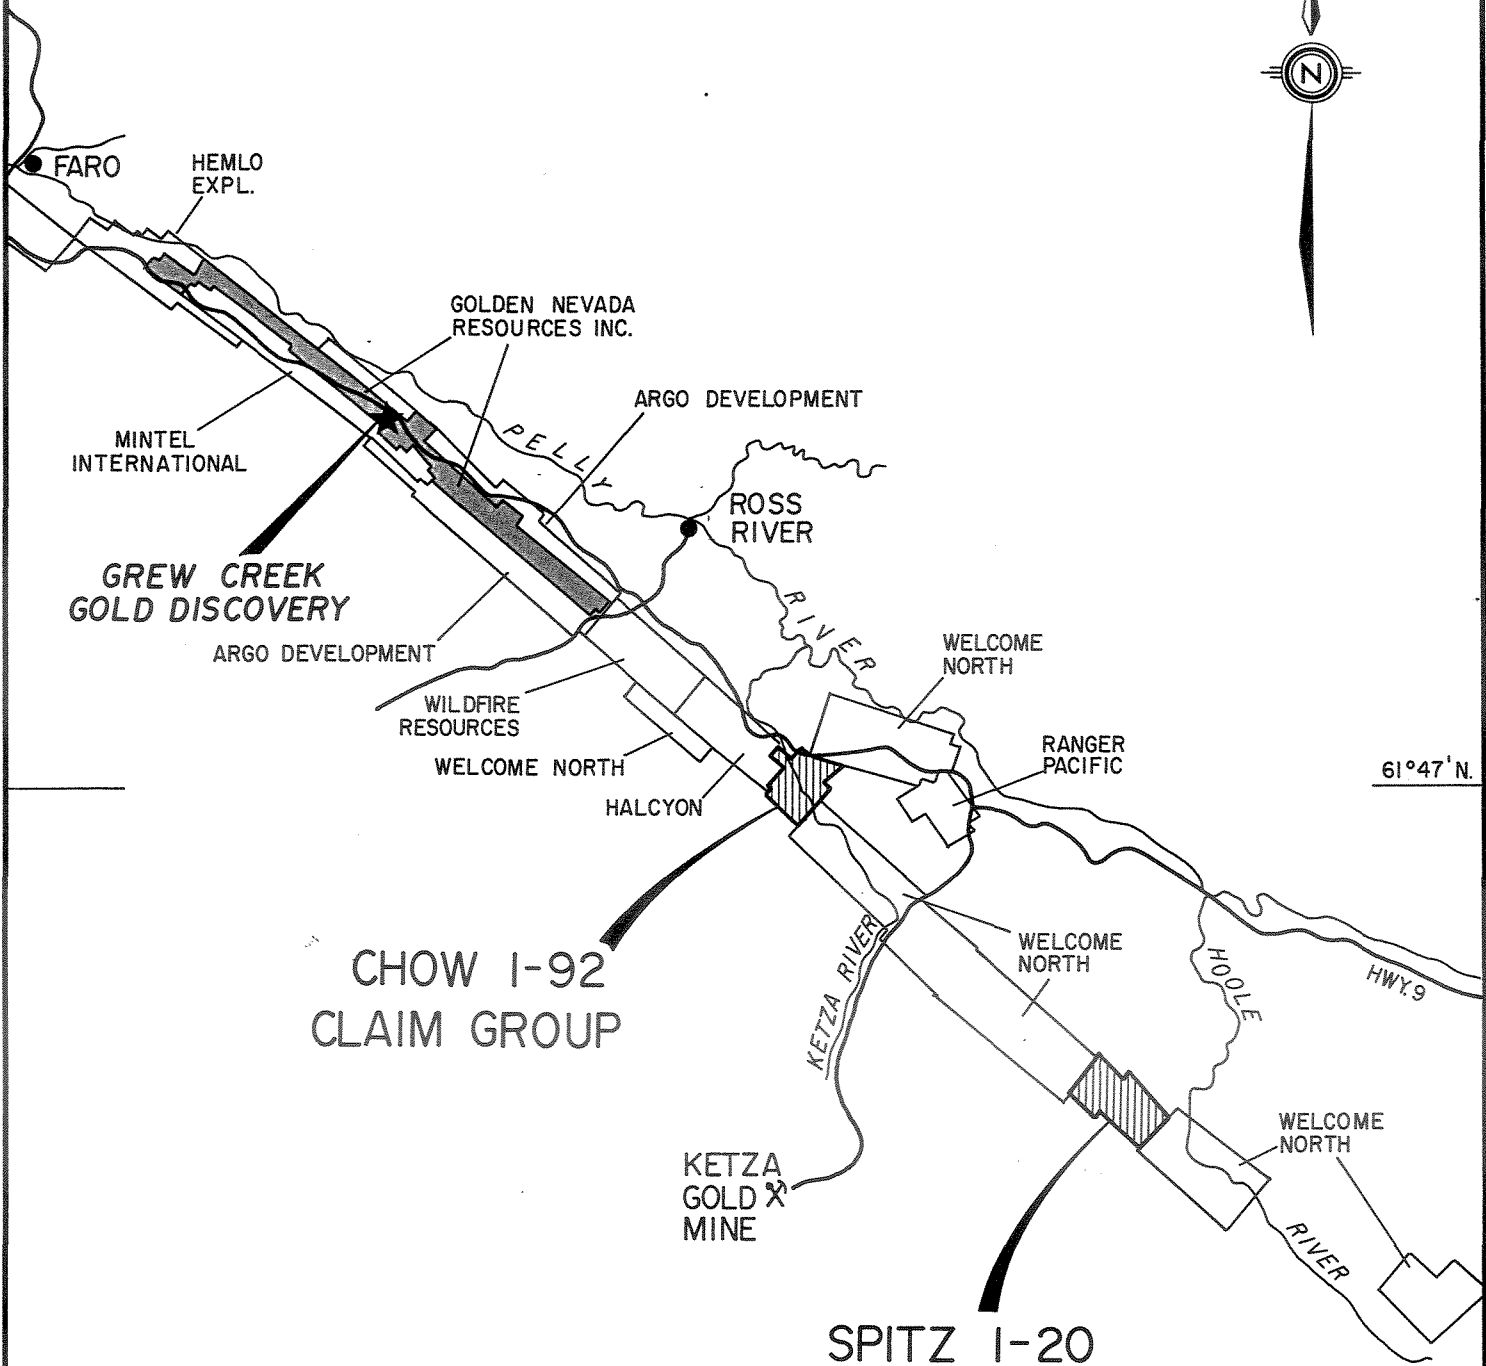 N
FARO
HEMLO
EXPL.
GOLDEN NEVADA
RESOURCES INC.
ARGO DEVELOPMENT
MINTEL
INTERNATIONAL
PELLY
ROSS
RIVER
GREW CREEK
GOLD DISCOVERY
RIVER
ARGO DEVELOPMENT
WELCOME
NORTH
WILDFIRE
RESOURCES
WELCOME NORTH
RANGER
PACIFIC
61°47'N.
HALCYON
CHOW 1-92
CLAIM GROUP
KETZA RIVER
WELCOME
NORTH
HOOLE
HWY.9
KETZA
GOLD
MINE
WELCOME
NORTH
RIVER
SPITZ 1-20